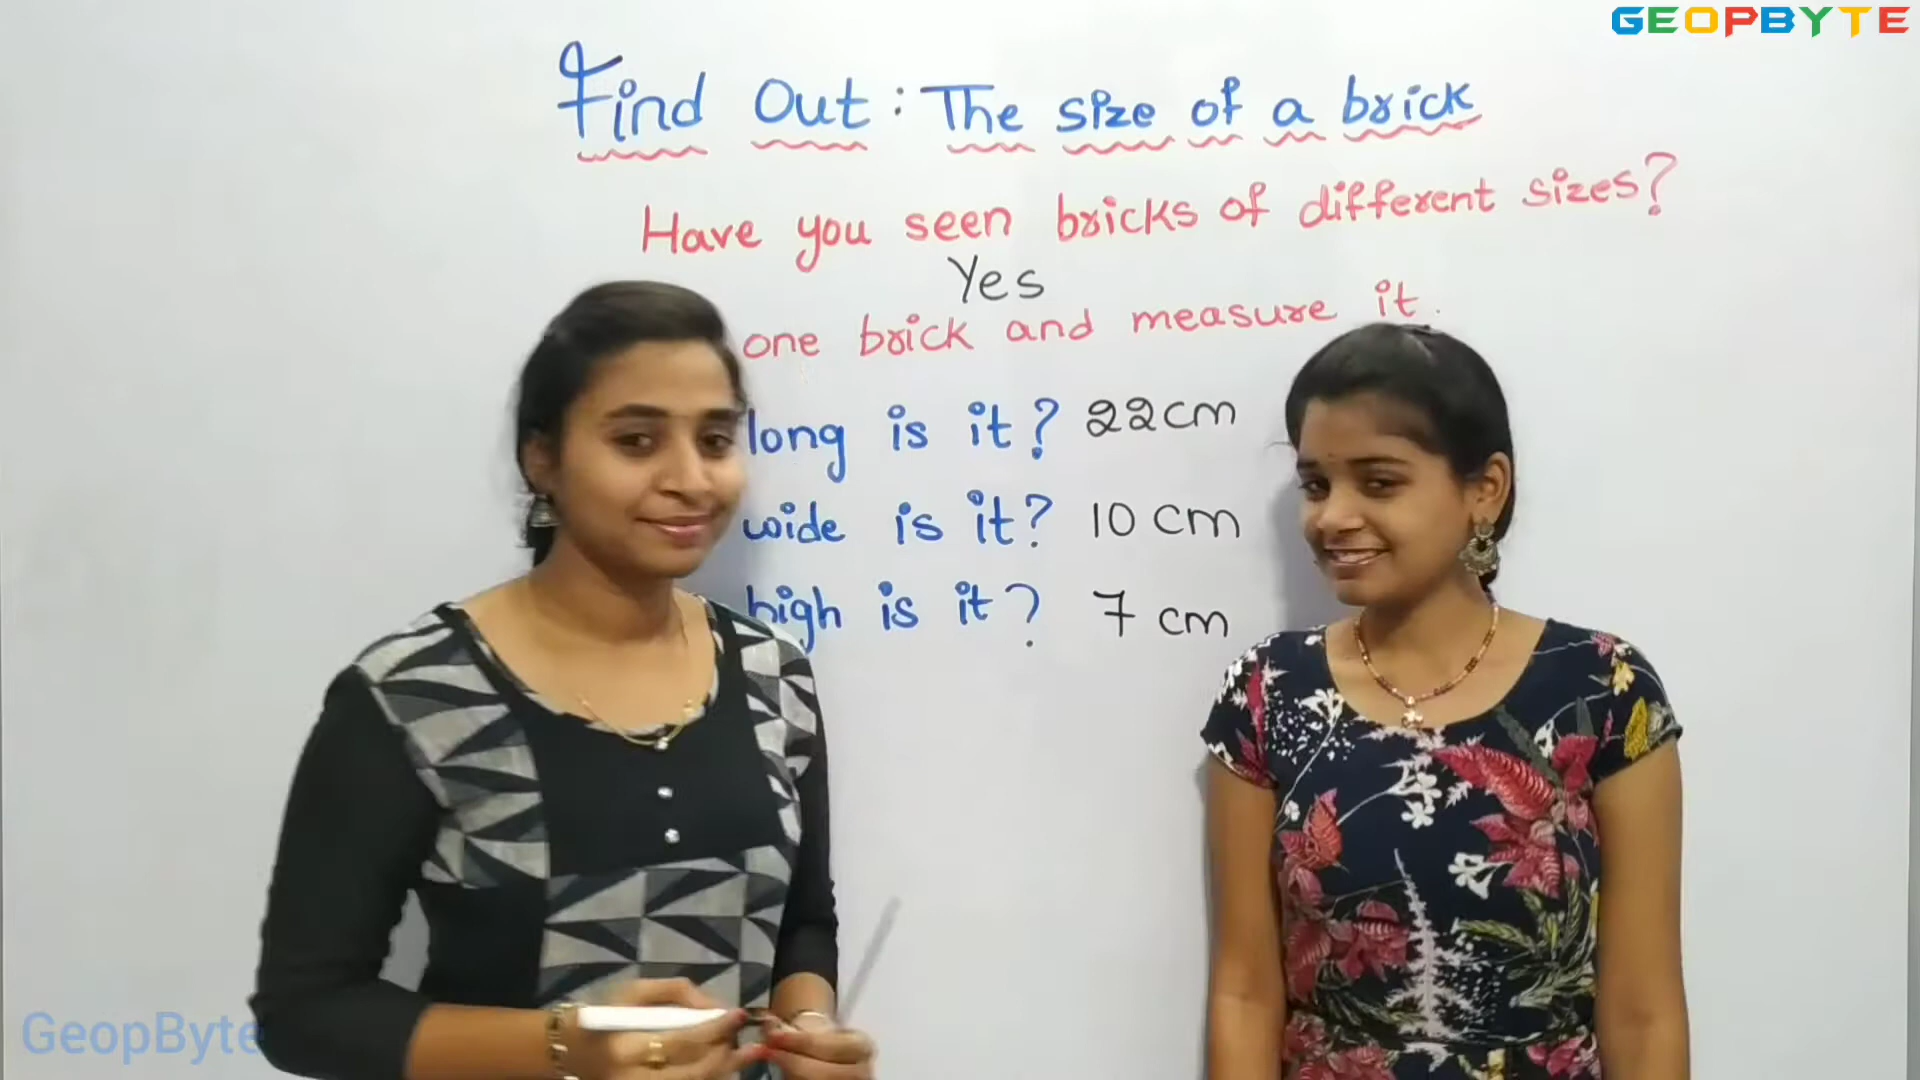 GEOPBYTE
Find Out : The size of a brick
Have you seen bricks of different sizes?
Yes
one brick and measure it.
long is it? 22cm
wide is it? 10 cm
high is it? 7 cm
GeopByte